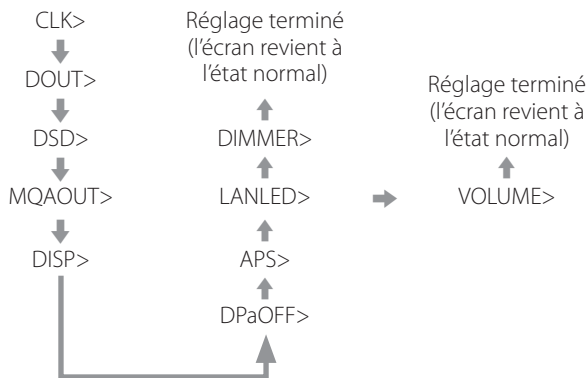 CLK>
DOUT>
DSD>
MQAOUT>
DISP>
DPaOFF>
APS>
LANLED>
DIMMER>
Réglage terminé
(l’écran revient à
l’état normal)
VOLUME>
Réglage terminé
(l’écran revient à
l’état normal)